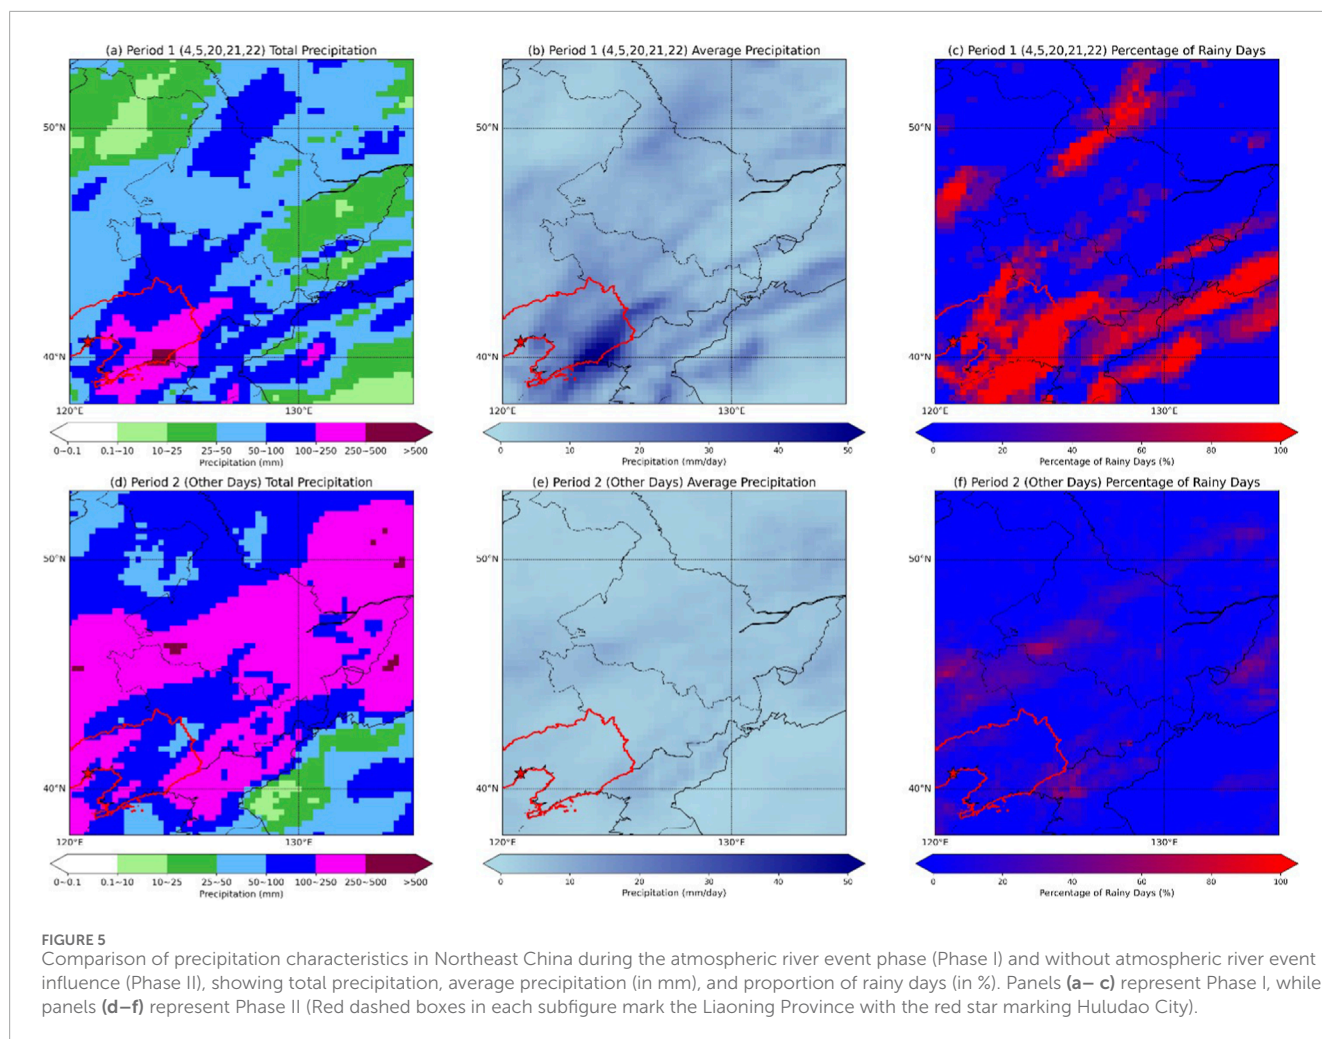 (a) Period 1 (4,5,20,21,22) Total Precipitation
(b) Period 1 (4,5,20,21,22) Average Precipitation
(c) Period 1 (4,5,20,21,22) Percentage of Rainy Days
50°N
50°N
50°N
40°N
40°N
40°N
120°E
130°E
120°E
130°E
120°E
130°E
0~0.1
0.1~10
10~25
25~50
50~100
100~250
250~500
>500
0
10
20
30
40
50
0
20
40
60
80
100
Precipitation (mm)
Precipitation (mm/day)
Percentage of Rainy Days (%)
(d) Period 2 (Other Days) Total Precipitation
(e) Period 2 (Other Days) Average Precipitation
(f) Period 2 (Other Days) Percentage of Rainy Days
50°N
50°N
50°N
40°N
40°N
40°N
120°E
130°E
120°E
130°E
120°E
130°E
0~0.1
0.1~10
10~25
25~50
50~100
100~250
250~500
>500
0
10
20
30
40
50
0
20
40
60
80
100
Precipitation (mm)
Precipitation (mm/day)
Percentage of Rainy Days (%)
FIGURE 5
Comparison of precipitation characteristics in Northeast China during the atmospheric river event phase (Phase I) and without atmospheric river event
influence (Phase II), showing total precipitation, average precipitation (in mm), and proportion of rainy days (in %). Panels (a– c) represent Phase I, while
panels (d–f) represent Phase II (Red dashed boxes in each subfigure mark the Liaoning Province with the red star marking Huludao City).